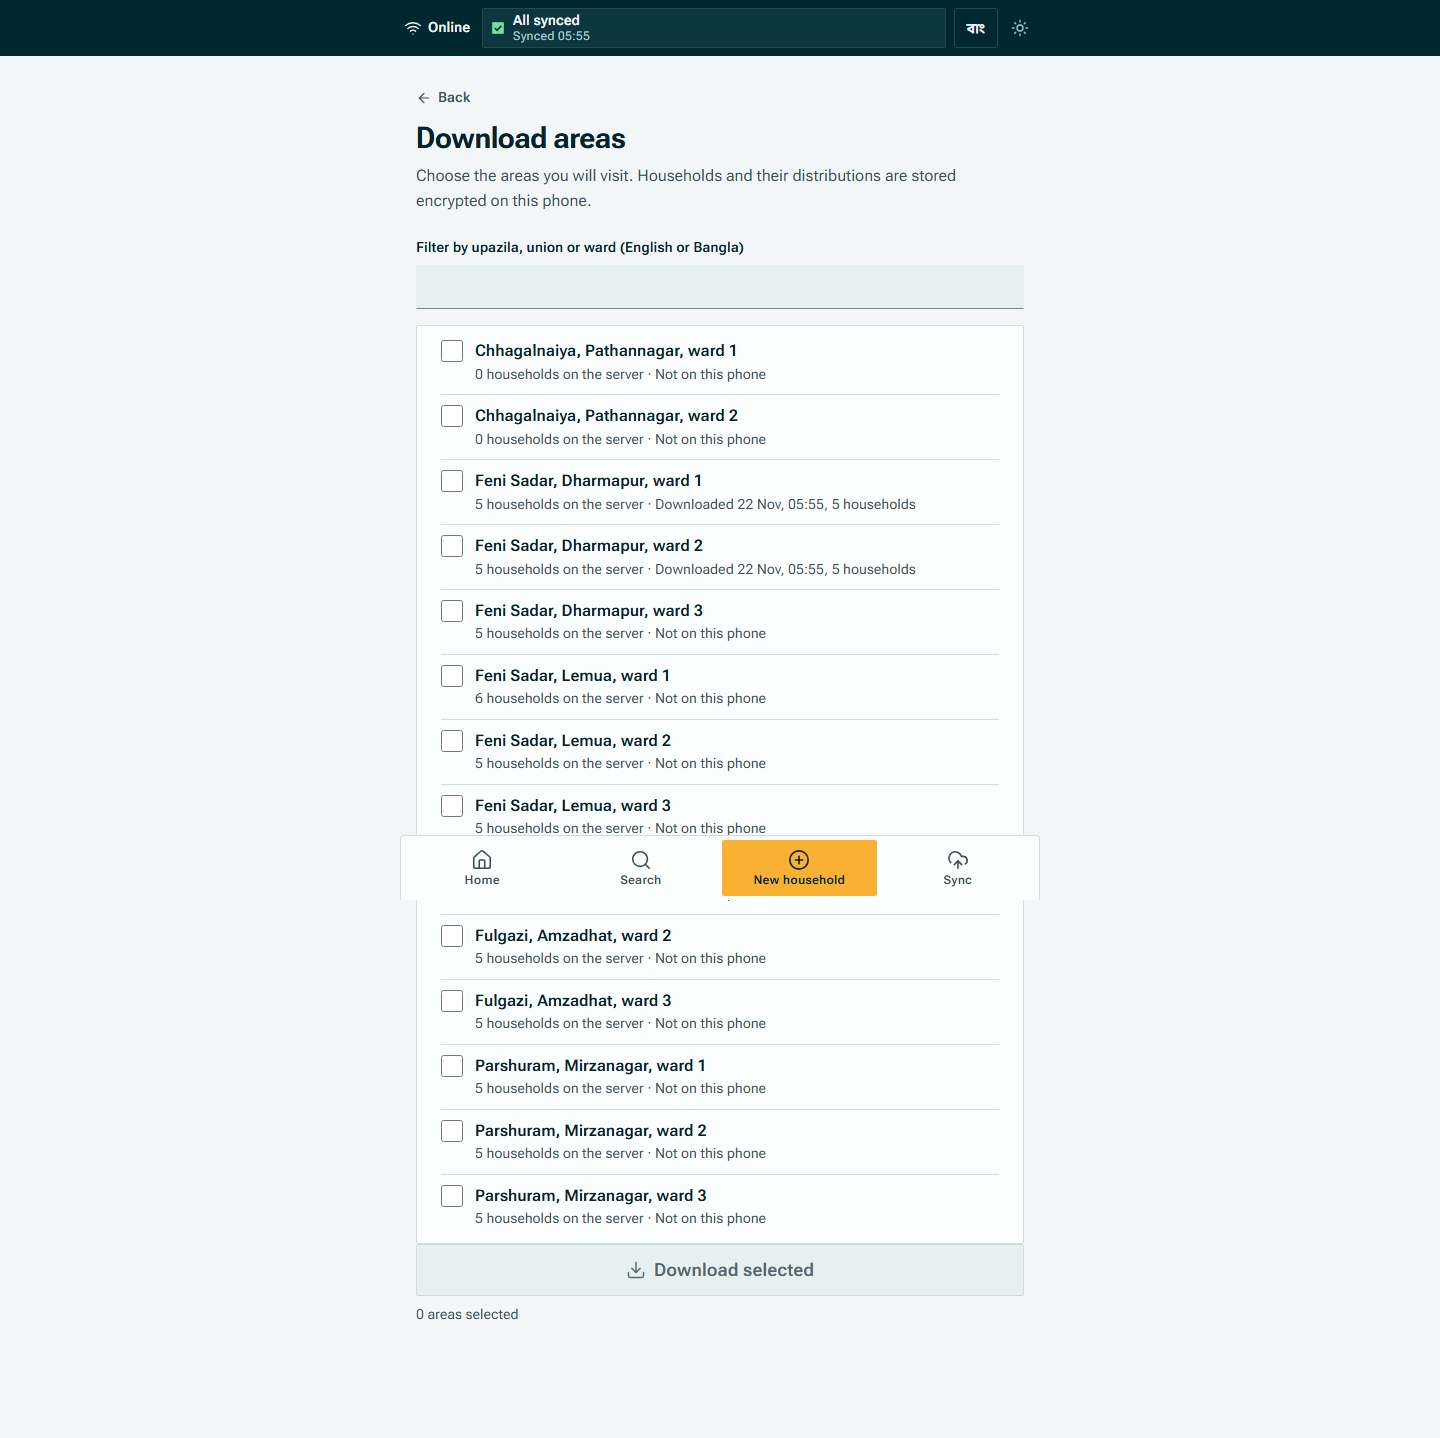 Online
All synced
Synced 05:55
বাং
Back
Download areas
Choose the areas you will visit. Households and their distributions are stored
encrypted on this phone.
Filter by upazila, union or ward (English or Bangla)
Chhagalnaiya, Pathannagar, ward 1
0 households on the server · Not on this phone
Chhagalnaiya, Pathannagar, ward 2
0 households on the server · Not on this phone
Feni Sadar, Dharmapur, ward 1
5 households on the server · Downloaded 22 Nov, 05:55, 5 households
Feni Sadar, Dharmapur, ward 2
5 households on the server · Downloaded 22 Nov, 05:55, 5 households
Feni Sadar, Dharmapur, ward 3
5 households on the server · Not on this phone
Feni Sadar, Lemua, ward 1
6 households on the server · Not on this phone
Feni Sadar, Lemua, ward 2
5 households on the server · Not on this phone
Feni Sadar, Lemua, ward 3
5 households on the server · Not on this phone
Home
Search
New household
Sync
Fulgazi, Amzadhat, ward 2
5 households on the server · Not on this phone
Fulgazi, Amzadhat, ward 3
5 households on the server · Not on this phone
Parshuram, Mirzanagar, ward 1
5 households on the server · Not on this phone
Parshuram, Mirzanagar, ward 2
5 households on the server · Not on this phone
Parshuram, Mirzanagar, ward 3
5 households on the server · Not on this phone
Download selected
0 areas selected